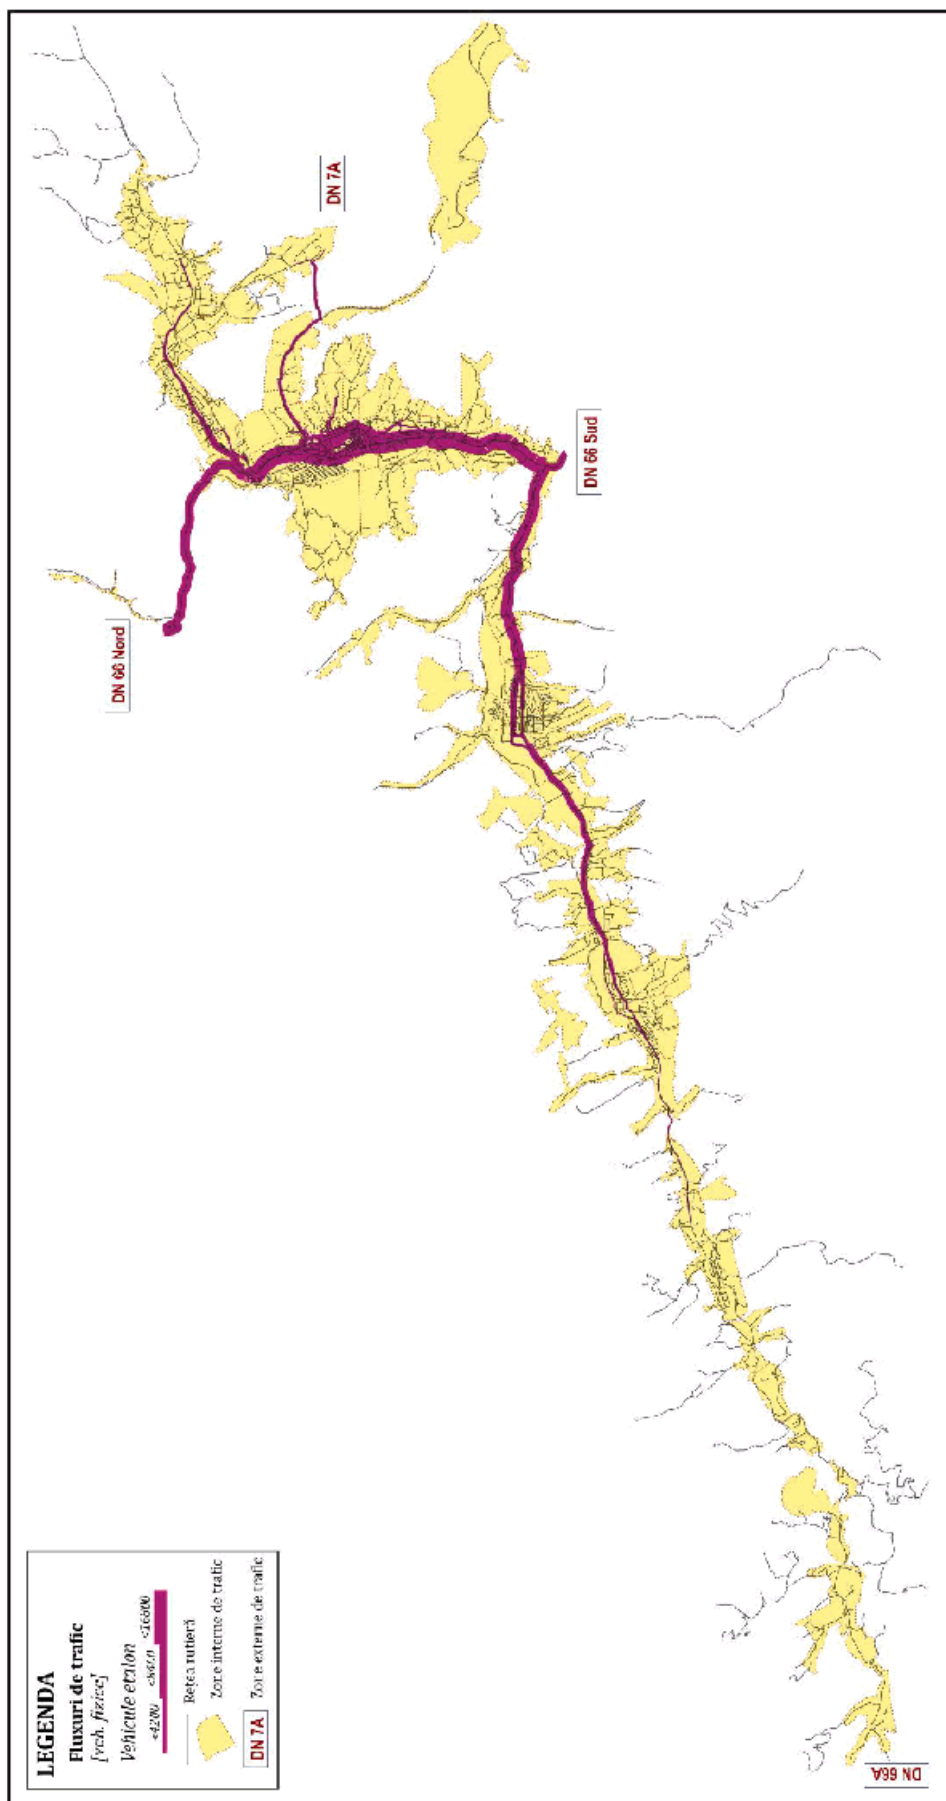 LEGENDA
Fluxuri de trafic
[veh. fizice]
Vehicule etalon
<4200 <8400 <16800
Rețea rutieră
Zone interne de trafic
DN 7A Zone externe de trafic
DN 66 Nord
DN 7A
DN 66 Sud
DN 66A